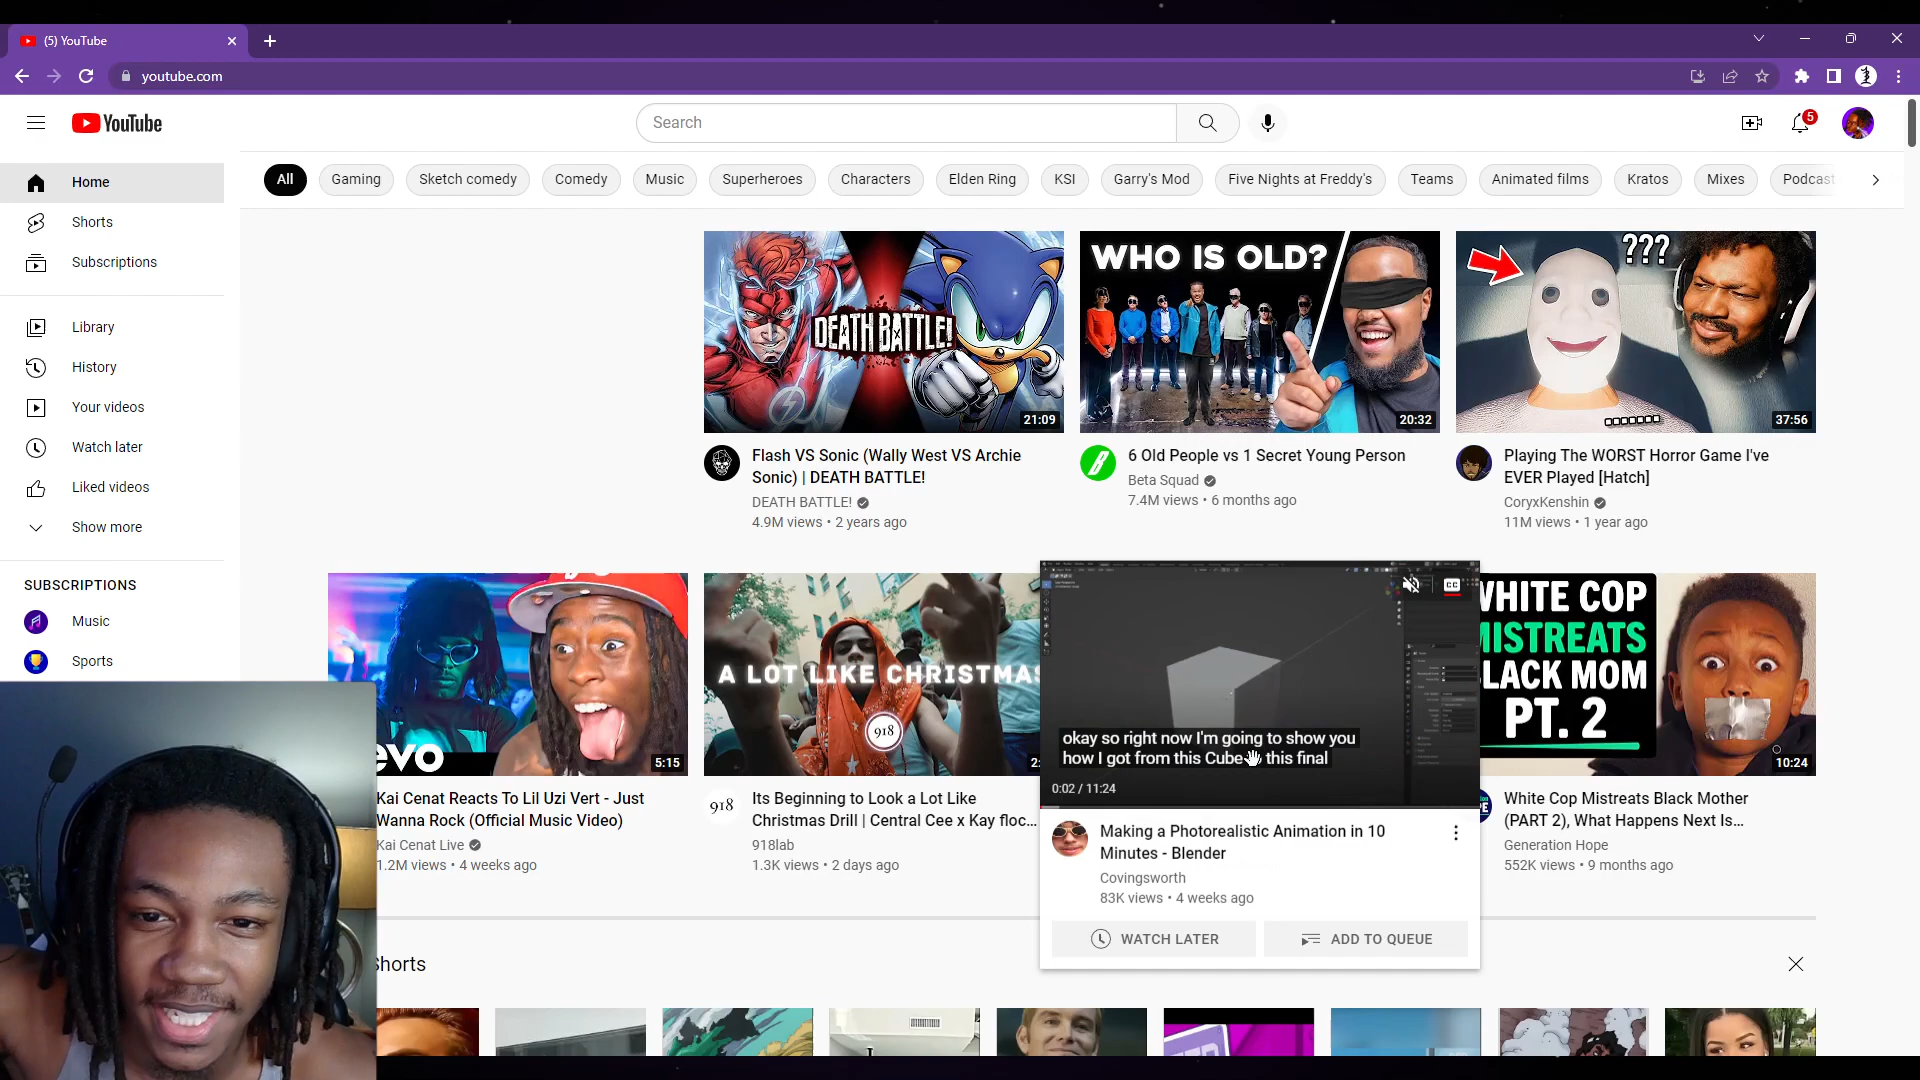 (5) YouTube
youtube.com
YouTube
Search
5
All
Gaming
Sketch comedy
Comedy
Music
Superheroes
Characters
Elden Ring
KSI
Garry's Mod
Five Nights at Freddy's
Teams
Animated films
Kratos
Mixes
Podcast
Home
Shorts
Subscriptions
Library
History
Your videos
Watch later
Liked videos
Show more
SUBSCRIPTIONS
Music
Sports
DEATH BATTLE!
21:09
Flash VS Sonic (Wally West VS Archie
Sonic) | DEATH BATTLE!
DEATH BATTLE!
4.9M views • 2 years ago
WHO IS OLD?
20:32
6 Old People vs 1 Secret Young Person
Beta Squad
7.4M views • 6 months ago
???
37:56
Playing The WORST Horror Game I've
EVER Played [Hatch]
CoryxKenshin
11M views • 1 year ago
evo
5:15
Kai Cenat Reacts To Lil Uzi Vert - Just
Wanna Rock (Official Music Video)
Kai Cenat Live
1.2M views • 4 weeks ago
A LOT LIKE CHRISTMAS
918
2:
918
Its Beginning to Look a Lot Like
Christmas Drill | Central Cee x Kay floc...
918lab
1.3K views • 2 days ago
CC
okay so right now I'm going to show you
how I got from this Cube this final
0:02 / 11:24
Making a Photorealistic Animation in 10
Minutes - Blender
Covingsworth
83K views • 4 weeks ago
WATCH LATER
ADD TO QUEUE
WHITE COP
MISTREATS
BLACK MOM
PT. 2
10:24
White Cop Mistreats Black Mother
(PART 2), What Happens Next Is...
Generation Hope
552K views • 9 months ago
Shorts